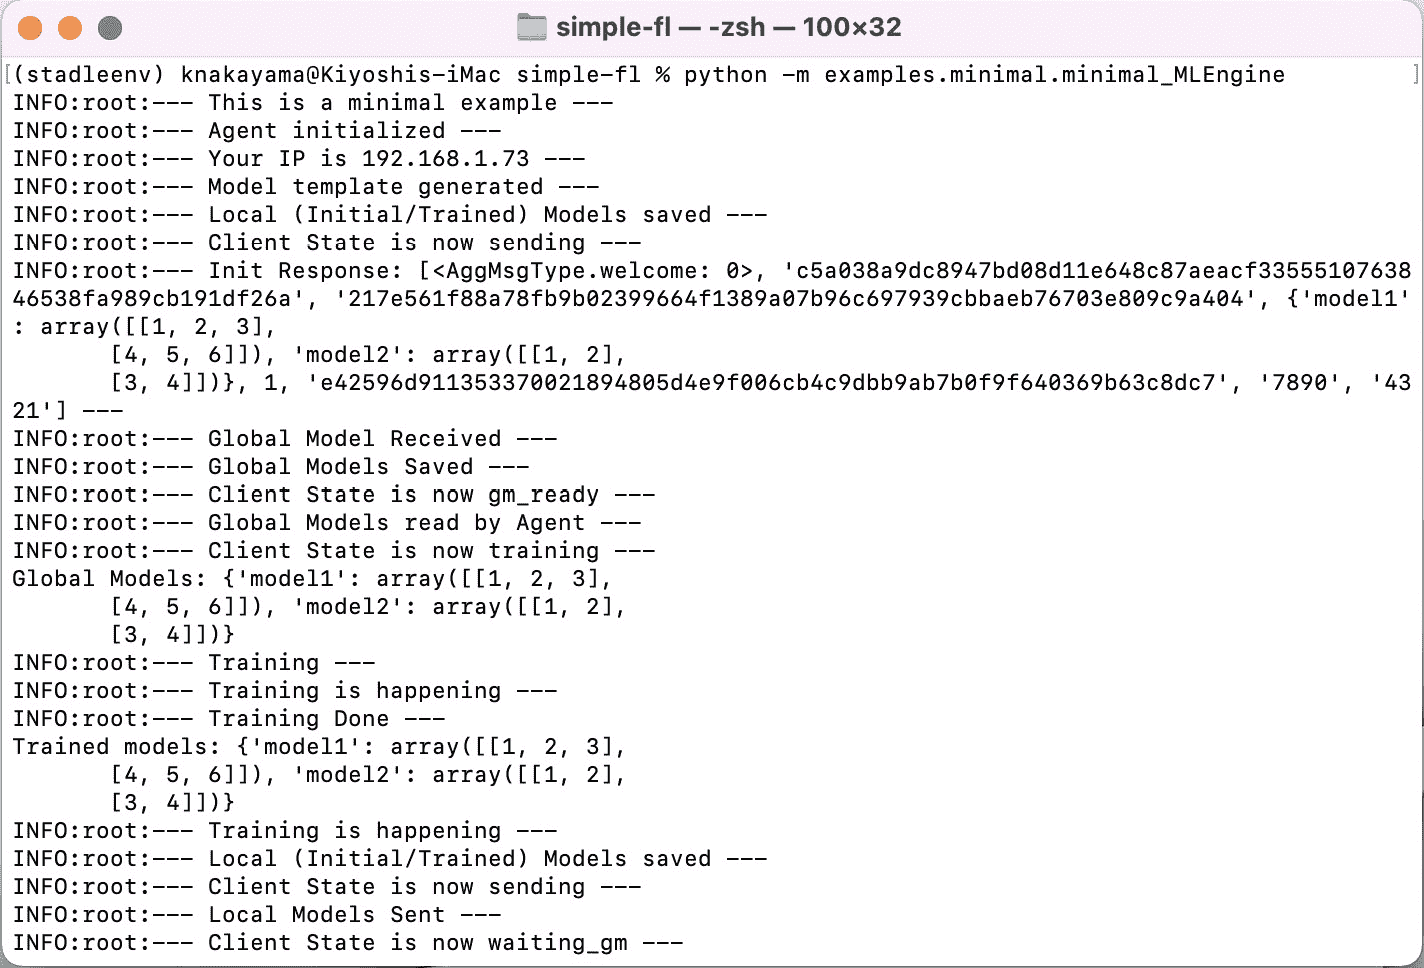 simple-fl — -zsh — 100×32
(stadleenv) knakayama@Kiyoshis-iMac simple-fl % python -m examples.minimal.minimal_MLEngine
INFO:root:--- This is a minimal example ---
INFO:root:--- Agent initialized ---
INFO:root:--- Your IP is 192.168.1.73 ---
INFO:root:--- Model template generated ---
INFO:root:--- Local (Initial/Trained) Models saved ---
INFO:root:--- Client State is now sending ---
INFO:root:--- Init Response: [<AggMsgType.welcome: 0>, 'c5a038a9dc8947bd08d11e648c87aeacf33555510763
846538fa989cb191df26a', '217e561f88a78fb9b02399664f1389a07b96c697939cbbaeb76703e809c9a404', {'model1'
: array([[1, 2, 3],
       [4, 5, 6]]), 'model2': array([[1, 2],
       [3, 4]])}, 1, 'e42596d911353370021894805d4e9f006cb4c9dbb9ab7b0f9f640369b63c8dc7', '7890', '43
21'] ---
INFO:root:--- Global Model Received ---
INFO:root:--- Global Models Saved ---
INFO:root:--- Client State is now gm_ready ---
INFO:root:--- Global Models read by Agent ---
INFO:root:--- Client State is now training ---
Global Models: {'model1': array([[1, 2, 3],
       [4, 5, 6]]), 'model2': array([[1, 2],
       [3, 4]])}
INFO:root:--- Training ---
INFO:root:--- Training is happening ---
INFO:root:--- Training Done ---
Trained models: {'model1': array([[1, 2, 3],
       [4, 5, 6]]), 'model2': array([[1, 2],
       [3, 4]])}
INFO:root:--- Training is happening ---
INFO:root:--- Local (Initial/Trained) Models saved ---
INFO:root:--- Client State is now sending ---
INFO:root:--- Local Models Sent ---
INFO:root:--- Client State is now waiting_gm ---